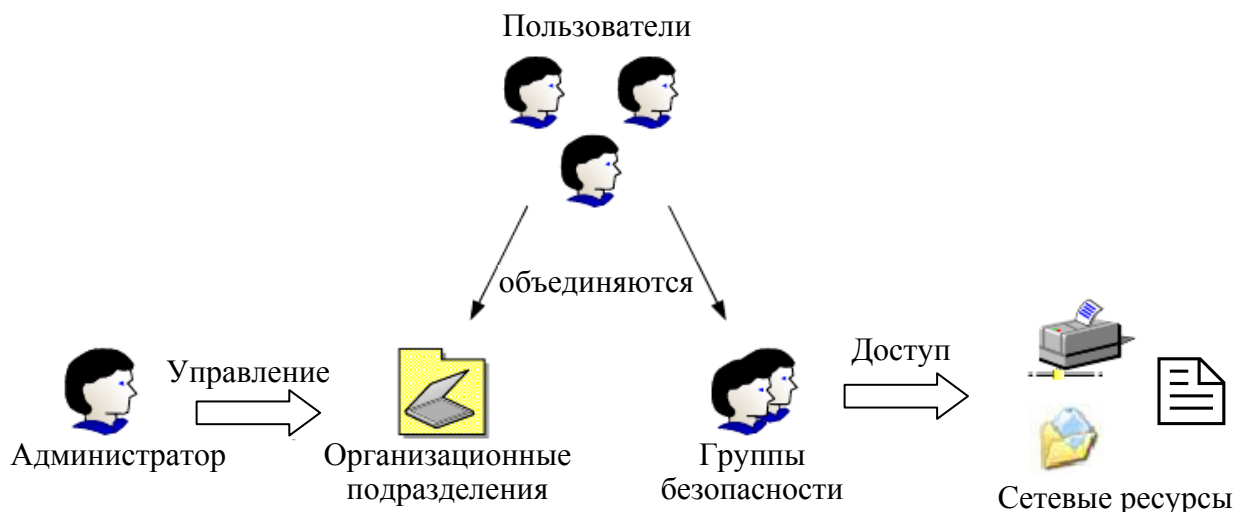 Пользователи
объединяются
Управление
Доступ
Администратор
Организационные
подразделения
Группы
безопасности
Сетевые ресурсы